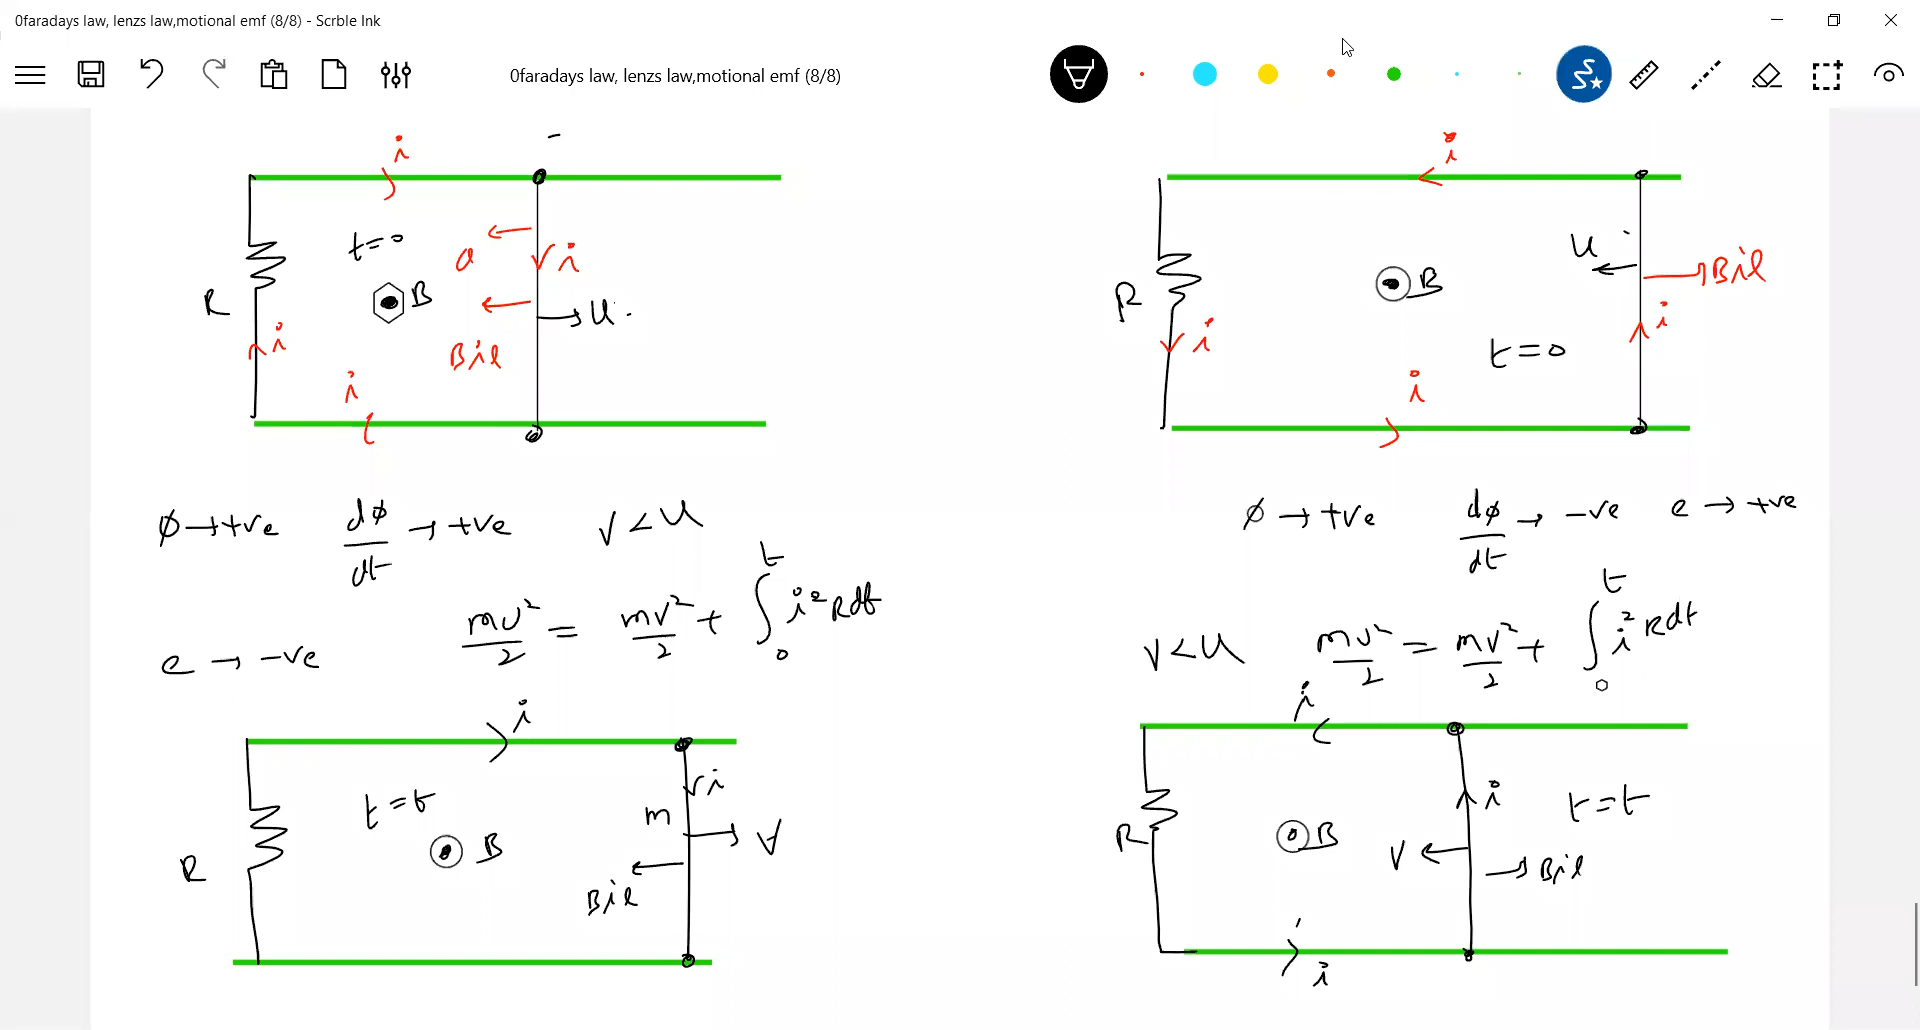 0faradays law, lenzs law,motional emf (8/8) - Scrble Ink
0faradays law, lenzs law,motional emf (8/8)
i
t=0
a
i
B
u
R
i
Bil
i
i
u
Bil
B
R
i
i
t=0
i
ϕ→+ve dϕ/dt → +ve v<u
e → -ve mu²/2 = mv²/2 + ∫₀ᵗ i²Rdt
ϕ → +ve dϕ/dt → -ve e → +ve
v<u mu²/2 = mv²/2 + ∫₀ᵗ i²Rdt
i
i
t=t
m
V
B
R
Bil
i
i
t=t
R
B
V
Bil
i